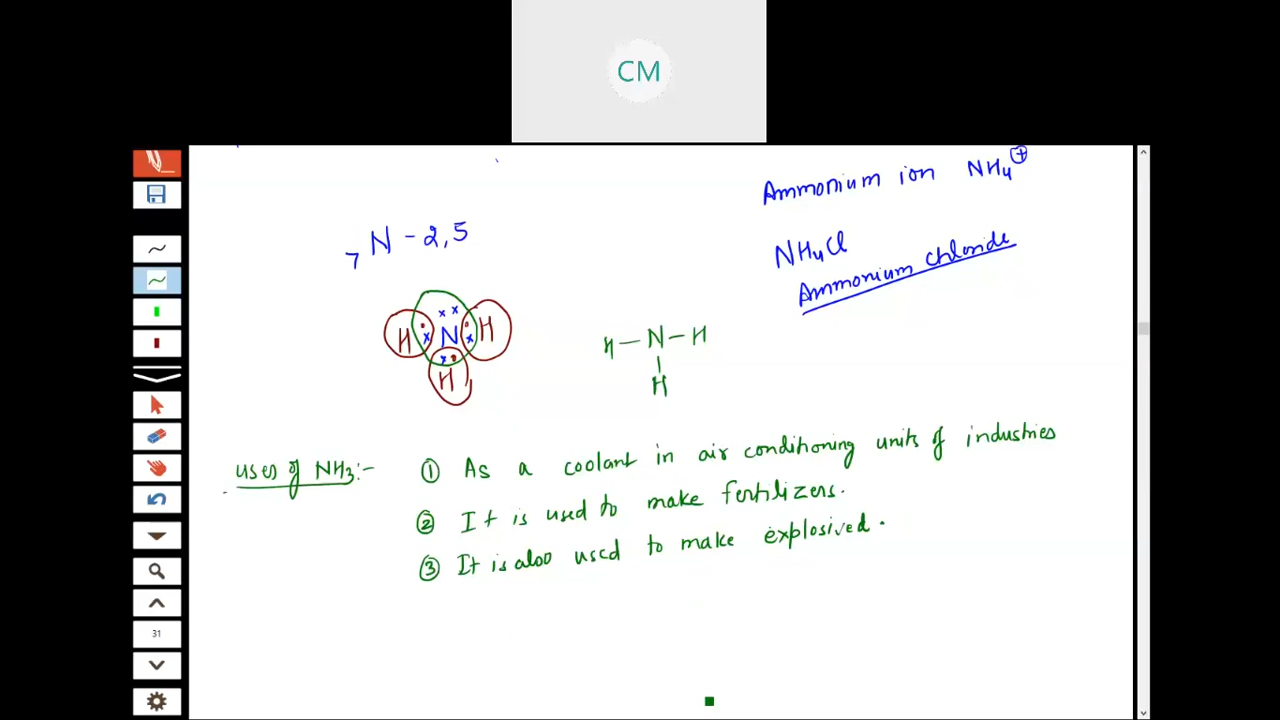 CM
Ammonium ion NH₄⊕
₇N - 2,5
NH₄Cl
Ammonium chloride
H N H
H
H — N — H
H
uses of NH₃:-
① As a coolant in air conditioning units of industries
② It is used to make fertilizers.
③ It is also used to make explosived.
31